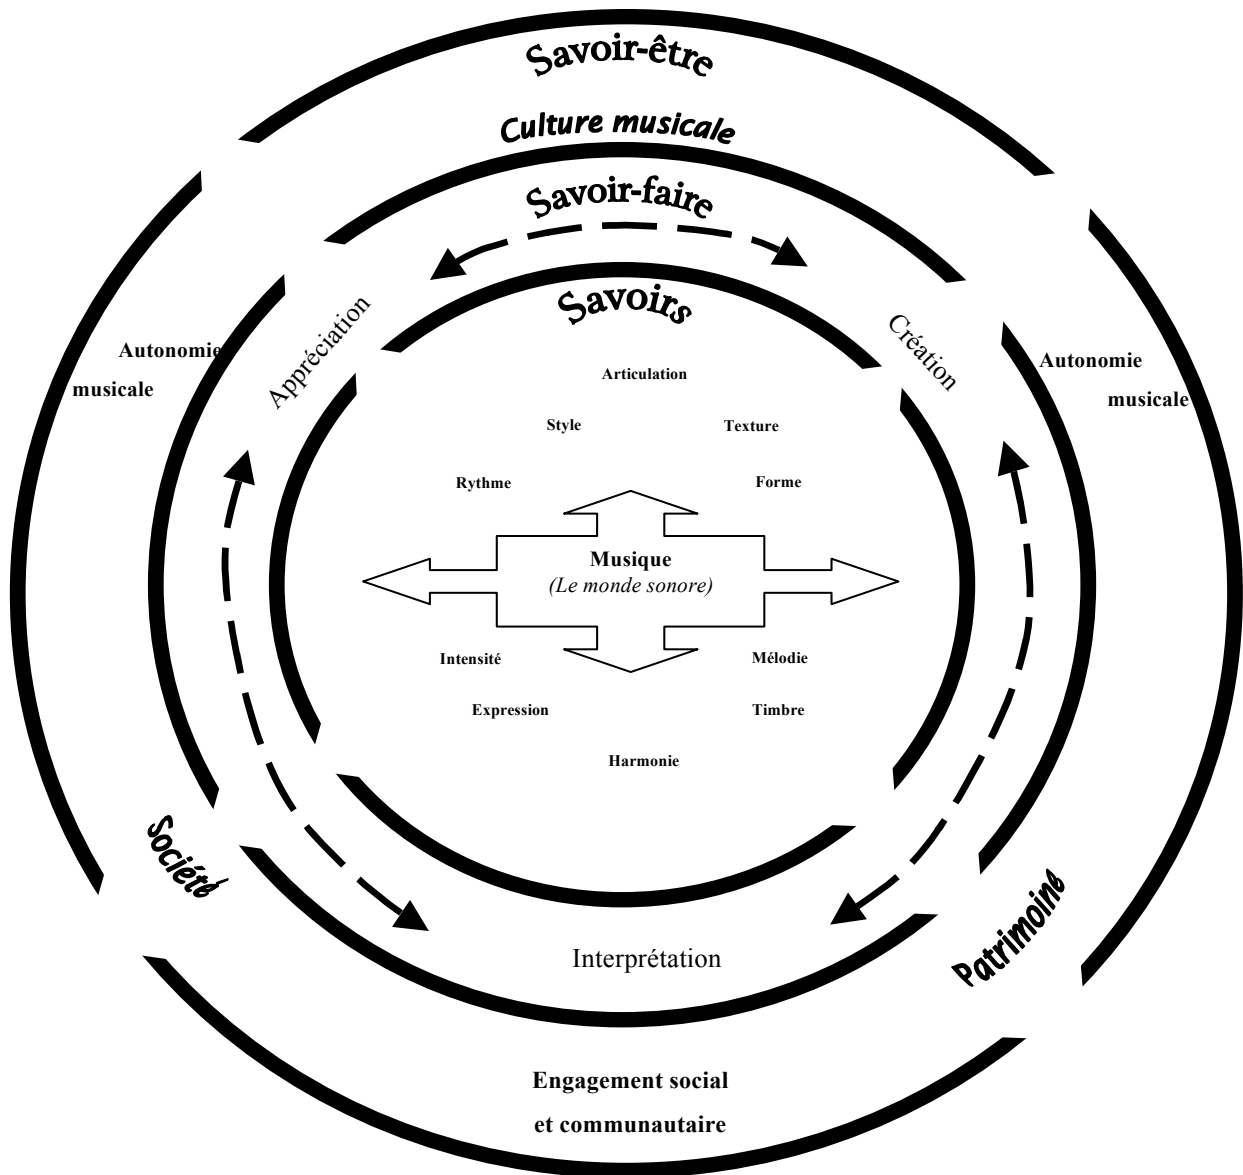 Savoir-être
Culture musicale
Savoir-faire
Savoirs
Appréciation
Création
Autonomie
musicale
Autonomie
musicale
Articulation
Style
Texture
Rythme
Forme
Musique
(Le monde sonore)
Intensité
Mélodie
Expression
Timbre
Harmonie
Société
Patrimoine
Interprétation
Engagement social
et communautaire